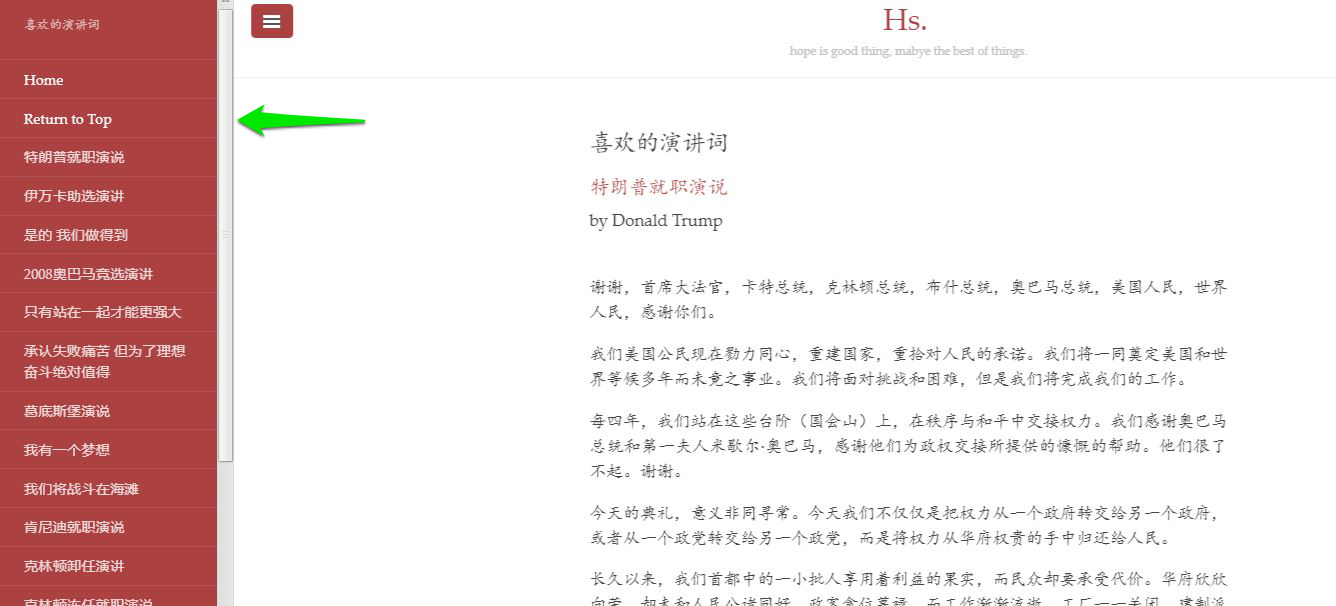 喜欢的演讲词
Home
Return to Top
特朗普就职演说
伊万卡助选演讲
是的 我们做得到
2008奥巴马竞选演讲
只有站在一起才能更强大
承认失败痛苦 但为了理想
奋斗绝对值得
葛底斯堡演说
我有一个梦想
我们将战斗在海滩
肯尼迪就职演说
克林顿卸任演讲
克林顿连任就职演说
Hs.
hope is good thing, mabye the best of things.
喜欢的演讲词
特朗普就职演说
by Donald Trump
谢谢，首席大法官，卡特总统，克林顿总统，布什总统，奥巴马总统，美国人民，世界
人民，感谢你们。
我们美国公民现在勠力同心，重建国家，重拾对人民的承诺。我们将一同奠定美国和世
界等候多年而未竟之事业。我们将面对挑战和困难，但是我们将完成我们的工作。
每四年，我们站在这些台阶（国会山）上，在秩序与和平中交接权力。我们感谢奥巴马
总统和第一夫人米歇尔·奥巴马，感谢他们为政权交接所提供的慷慨的帮助。他们很了
不起。谢谢。
今天的典礼，意义非同寻常。今天我们不仅仅是把权力从一个政府转交给另一个政府，
或者从一个政党转交给另一个政党，而是将权力从华府权贵的手中归还给人民。
长久以来，我们首都中的一小批人享用着利益的果实，而民众却要承受代价。华府欣欣